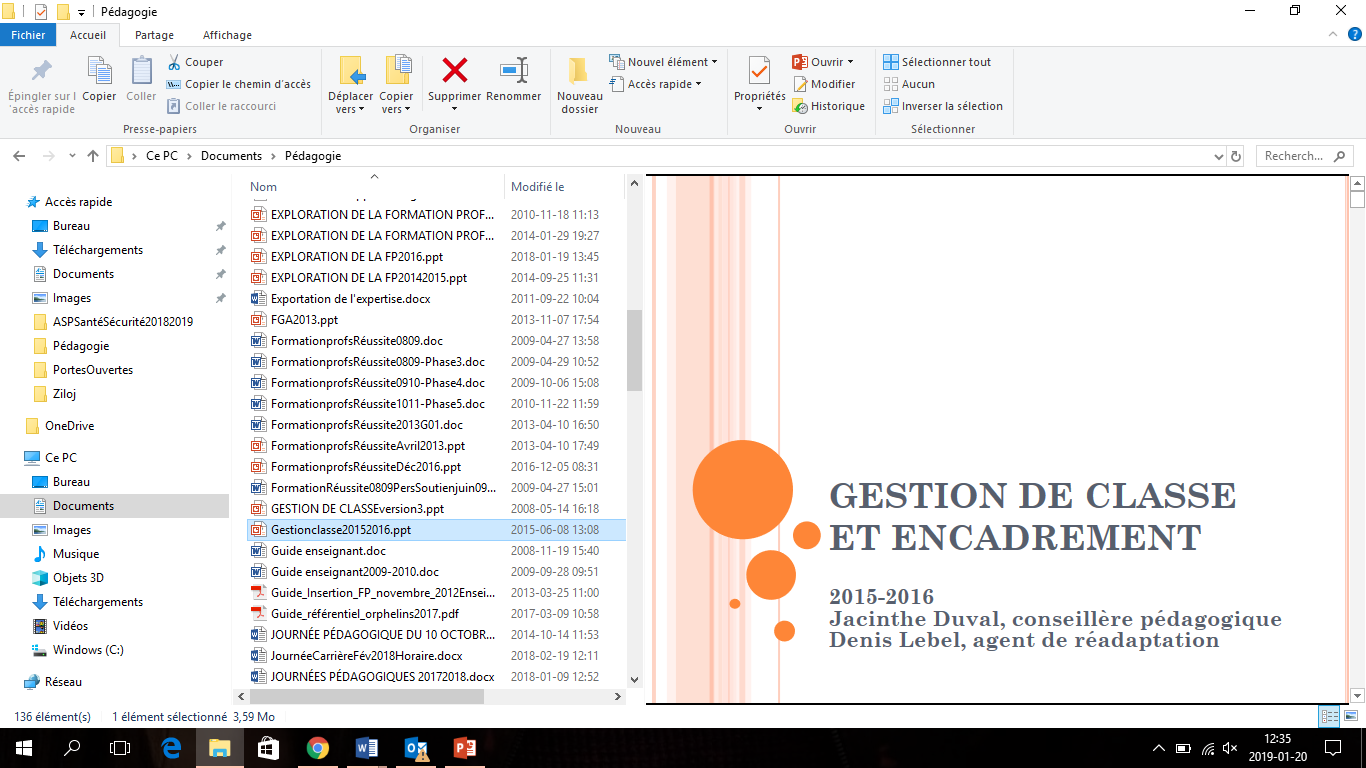 Pédagogie
Fichier Accueil Partage Affichage
Épingler sur l'accès rapide
Copier
Coller
Couper
Copier le chemin d'accès
Coller le raccourci
Presse-papiers
Déplacer vers
Copier vers
Supprimer
Renommer
Organiser
Nouveau dossier
Nouvel élément
Accès rapide
Nouveau
Propriétés
Ouvrir
Modifier
Historique
Ouvrir
Sélectionner tout
Aucun
Inverser la sélection
Sélectionner
Ce PC > Documents > Pédagogie
Recherch...
Accès rapide
Bureau
Téléchargements
Documents
Images
ASPSantéSécurité20182019
Pédagogie
PortesOuvertes
Ziloj
OneDrive
Ce PC
Bureau
Documents
Images
Musique
Objets 3D
Téléchargements
Vidéos
Windows (C:)
Réseau
Nom Modifié le
EXPLORATION DE LA FORMATION PROF... 2010-11-18 11:13
EXPLORATION DE LA FORMATION PROF... 2014-01-29 19:27
EXPLORATION DE LA FP2016.ppt 2018-01-19 13:45
EXPLORATION DE LA FP20142015.ppt 2014-09-25 11:31
Exportation de l'expertise.docx 2011-09-22 10:04
FGA2013.ppt 2013-11-07 17:54
FormationprofsRéussite0809.doc 2009-04-27 13:58
FormationprofsRéussite0809-Phase3.doc 2009-04-29 10:52
FormationprofsRéussite0910-Phase4.doc 2009-10-06 15:08
FormationprofsRéussite1011-Phase5.doc 2010-11-22 11:59
FormationprofsRéussite2013G01.doc 2013-04-10 16:50
FormationprofsRéussiteAvril2013.ppt 2013-04-10 17:49
FormationprofsRéussiteDéc2016.ppt 2016-12-05 08:31
FormationRéussite0809PersSoutienjuin09... 2009-04-27 15:01
GESTION DE CLASSEversion3.ppt 2008-05-14 16:18
Gestionclasse20152016.ppt 2015-06-08 13:08
Guide enseignant.doc 2008-11-19 15:40
Guide enseignant2009-2010.doc 2009-09-28 09:51
Guide_Insertion_FP_novembre_2012Ensei... 2013-03-25 11:00
Guide_référentiel_orphelins2017.pdf 2017-03-09 10:58
JOURNÉE PÉDAGOGIQUE DU 10 OCTOBR... 2014-10-14 11:53
JournéeCarrièreFév2018Horaire.docx 2018-02-19 12:11
JOURNÉES PÉDAGOGIQUES 20172018.docx 2018-01-09 12:52
GESTION DE CLASSE
ET ENCADREMENT
2015-2016
Jacinthe Duval, conseillère pédagogique
Denis Lebel, agent de réadaptation
136 élément(s) 1 élément sélectionné 3,59 Mo
12:35
2019-01-20